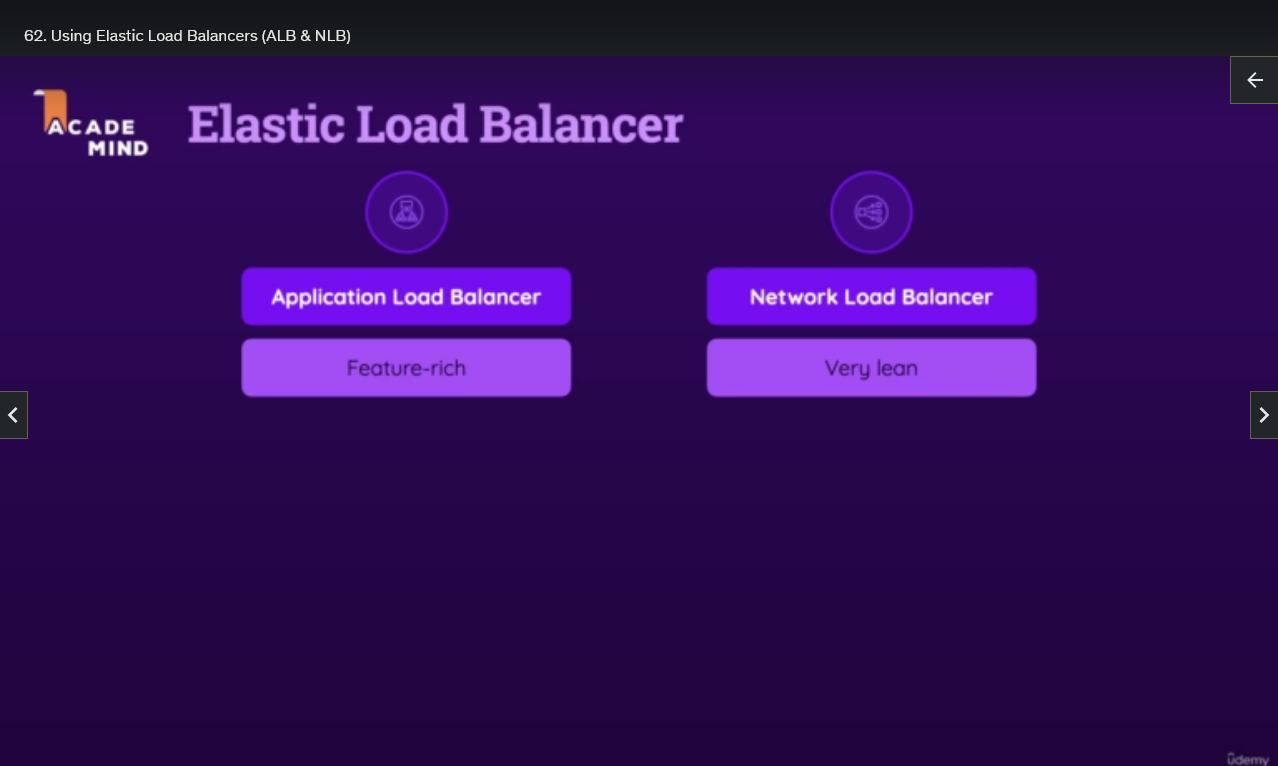 62. Using Elastic Load Balancers (ALB & NLB)
ACADE
MIND
Elastic Load Balancer
Application Load Balancer
Network Load Balancer
Feature-rich
Very lean
ûdemy